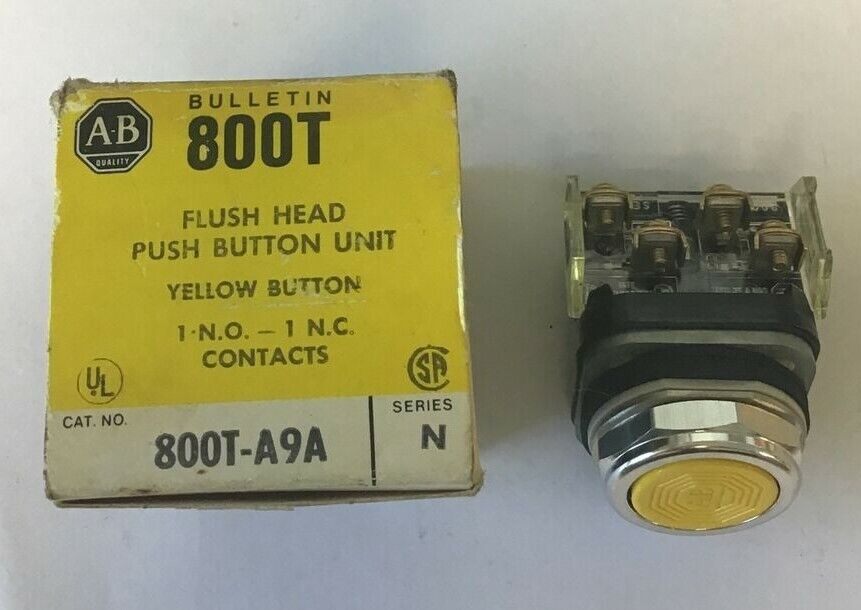 A-B
QUALITY
BULLETIN
800T
FLUSH HEAD
PUSH BUTTON UNIT
YELLOW BUTTON
1 N.O. – 1 N.C.
CONTACTS
UL
SA
CAT. NO.
800T-A9A
SERIES
N